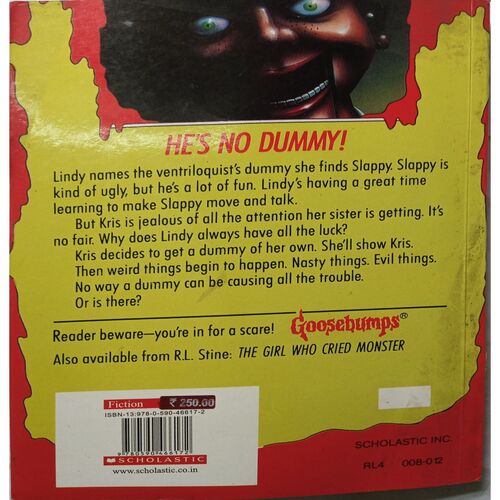 HE'S NO DUMMY!
Lindy names the ventriloquist's dummy she finds Slappy. Slappy is
kind of ugly, but he's a lot of fun. Lindy's having a great time
learning to make Slappy move and talk.
But Kris is jealous of all the attention her sister is getting. It's
no fair. Why does Lindy always have all the luck?
Kris decides to get a dummy of her own. She'll show Kris.
Then weird things begin to happen. Nasty things. Evil things.
No way a dummy can be causing all the trouble.
Or is there?
Reader beware—you're in for a scare! Goosebumps®
Also available from R.L. Stine: THE GIRL WHO CRIED MONSTER
Fiction ₹ 250.00
ISBN-13:978-0-590-46617-2
9780590466172
SCHOLASTIC
www.scholastic.co.in
SCHOLASTIC INC.
RL4 008-012